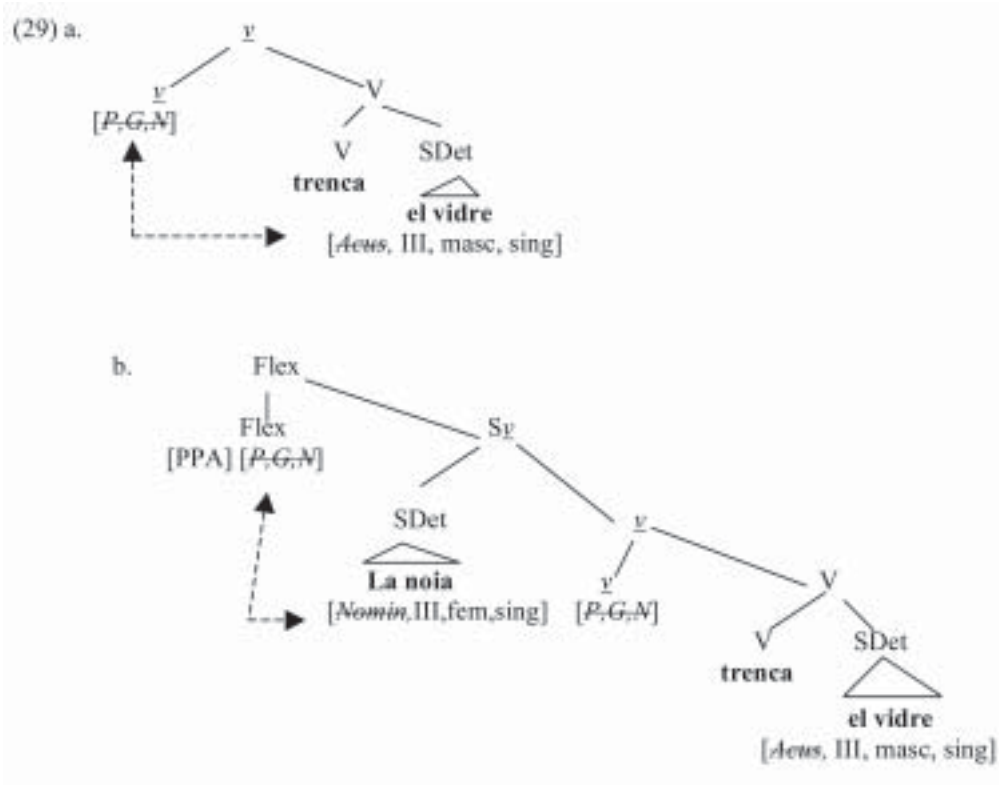 (29) a.
v
v
V
[P,G,N]
V
SDet
trenca
el vidre
[Acus, III, masc, sing]
b.
Flex
Flex
Sv
[PPA] [P,G,N]
SDet
v
La noia
v
V
[Nomin,III,fem,sing]
[P,G,N]
V
SDet
trenca
el vidre
[Acus, III, masc, sing]